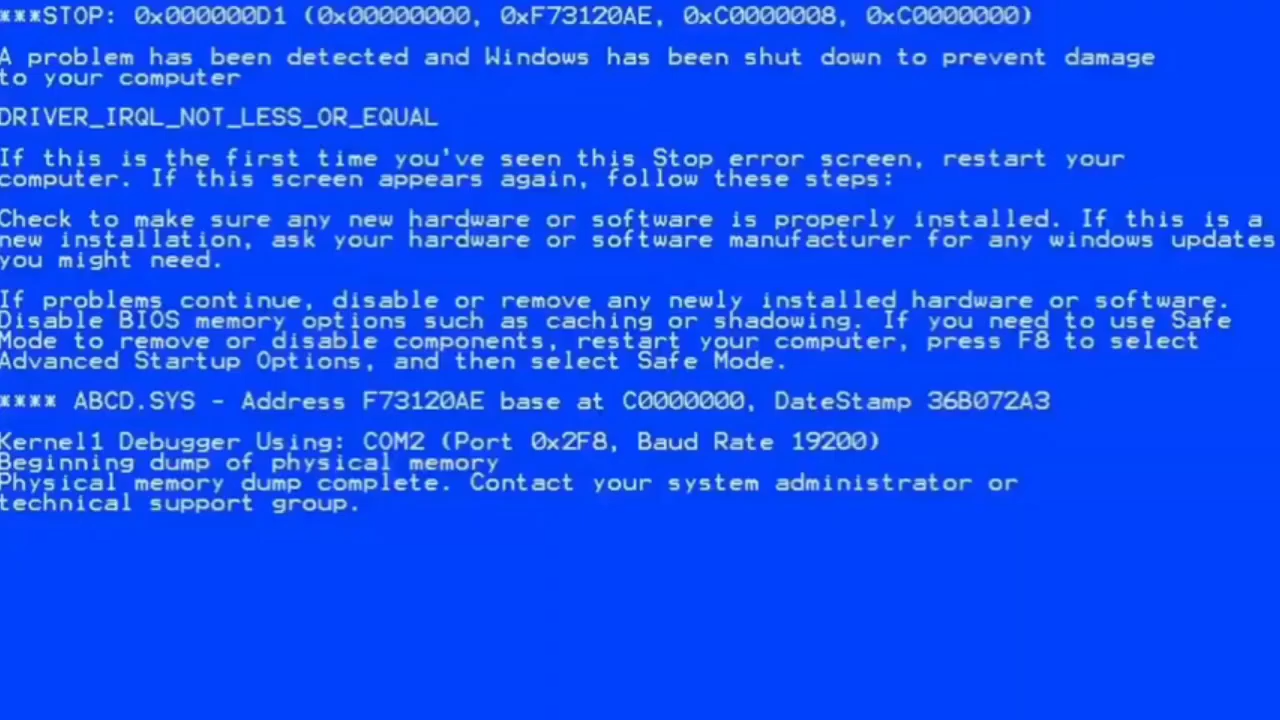 ***STOP: 0x000000D1 (0x00000000, 0xF73120AE, 0xC0000008, 0xC0000000)
A problem has been detected and Windows has been shut down to prevent damage
to your computer
DRIVER_IRQL_NOT_LESS_OR_EQUAL
If this is the first time you've seen this Stop error screen, restart your
computer. If this screen appears again, follow these steps:
Check to make sure any new hardware or software is properly installed. If this is a
new installation, ask your hardware or software manufacturer for any windows updates
you might need.
If problems continue, disable or remove any newly installed hardware or software.
Disable BIOS memory options such as caching or shadowing. If you need to use Safe
Mode to remove or disable components, restart your computer, press F8 to select
Advanced Startup Options, and then select Safe Mode.
**** ABCD.SYS - Address F73120AE base at C0000000, DateStamp 36B072A3
Kernel1 Debugger Using: COM2 (Port 0x2F8, Baud Rate 19200)
Beginning dump of physical memory
Physical memory dump complete. Contact your system administrator or
technical support group.